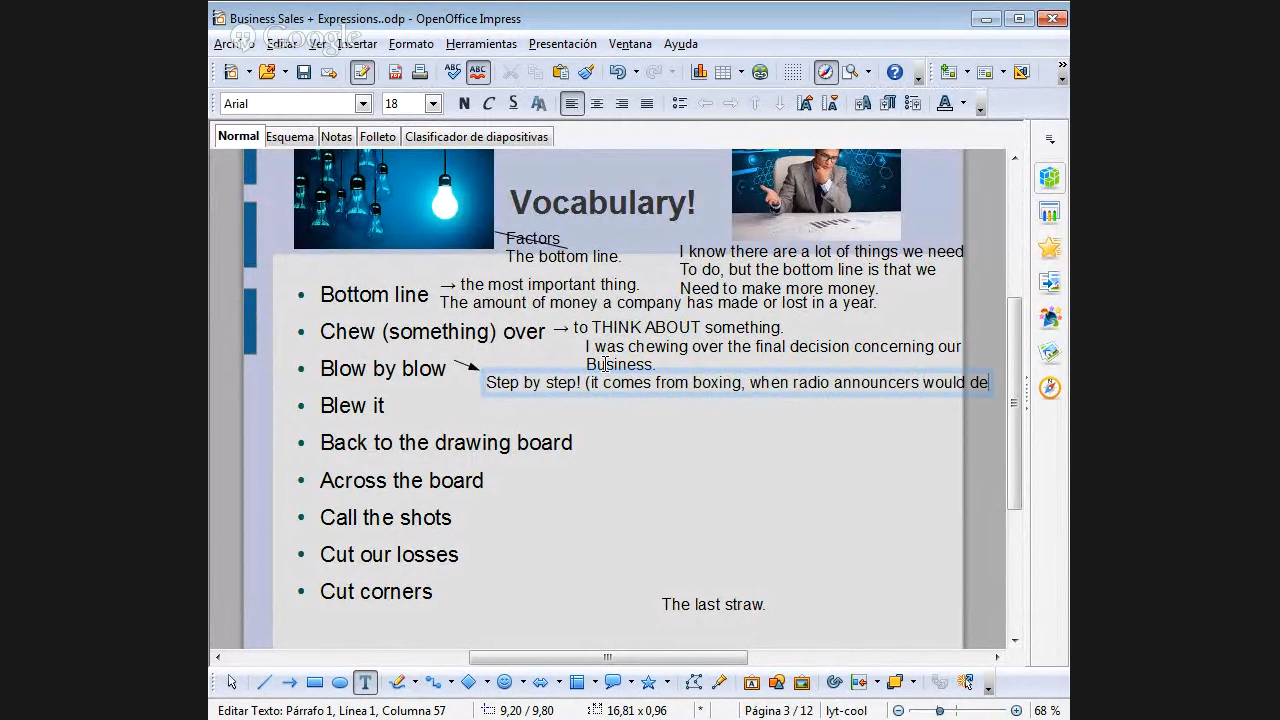 Business Sales + Expressions..odp - OpenOffice Impress
Google
Archivo Editar Ver Insertar Formato Herramientas Presentación Ventana Ayuda
Arial 18 N C S
Normal Esquema Notas Folleto Clasificador de diapositivas
Vocabulary!
Factors
The bottom line.
I know there are a lot of things we need
To do, but the bottom line is that we
Need to make more money.
• Bottom line → the most important thing.
The amount of money a company has made or lost in a year.
• Chew (something) over → to THINK ABOUT something.
I was chewing over the final decision concerning our
Business.
• Blow by blow
Step by step! (it comes from boxing, when radio announcers would de
• Blew it
• Back to the drawing board
• Across the board
• Call the shots
• Cut our losses
• Cut corners
The last straw.
Editar Texto: Párrafo 1, Línea 1, Columna 57 9,20 / 9,80 16,81 x 0,96 * Página 3 / 12 lyt-cool 68 %